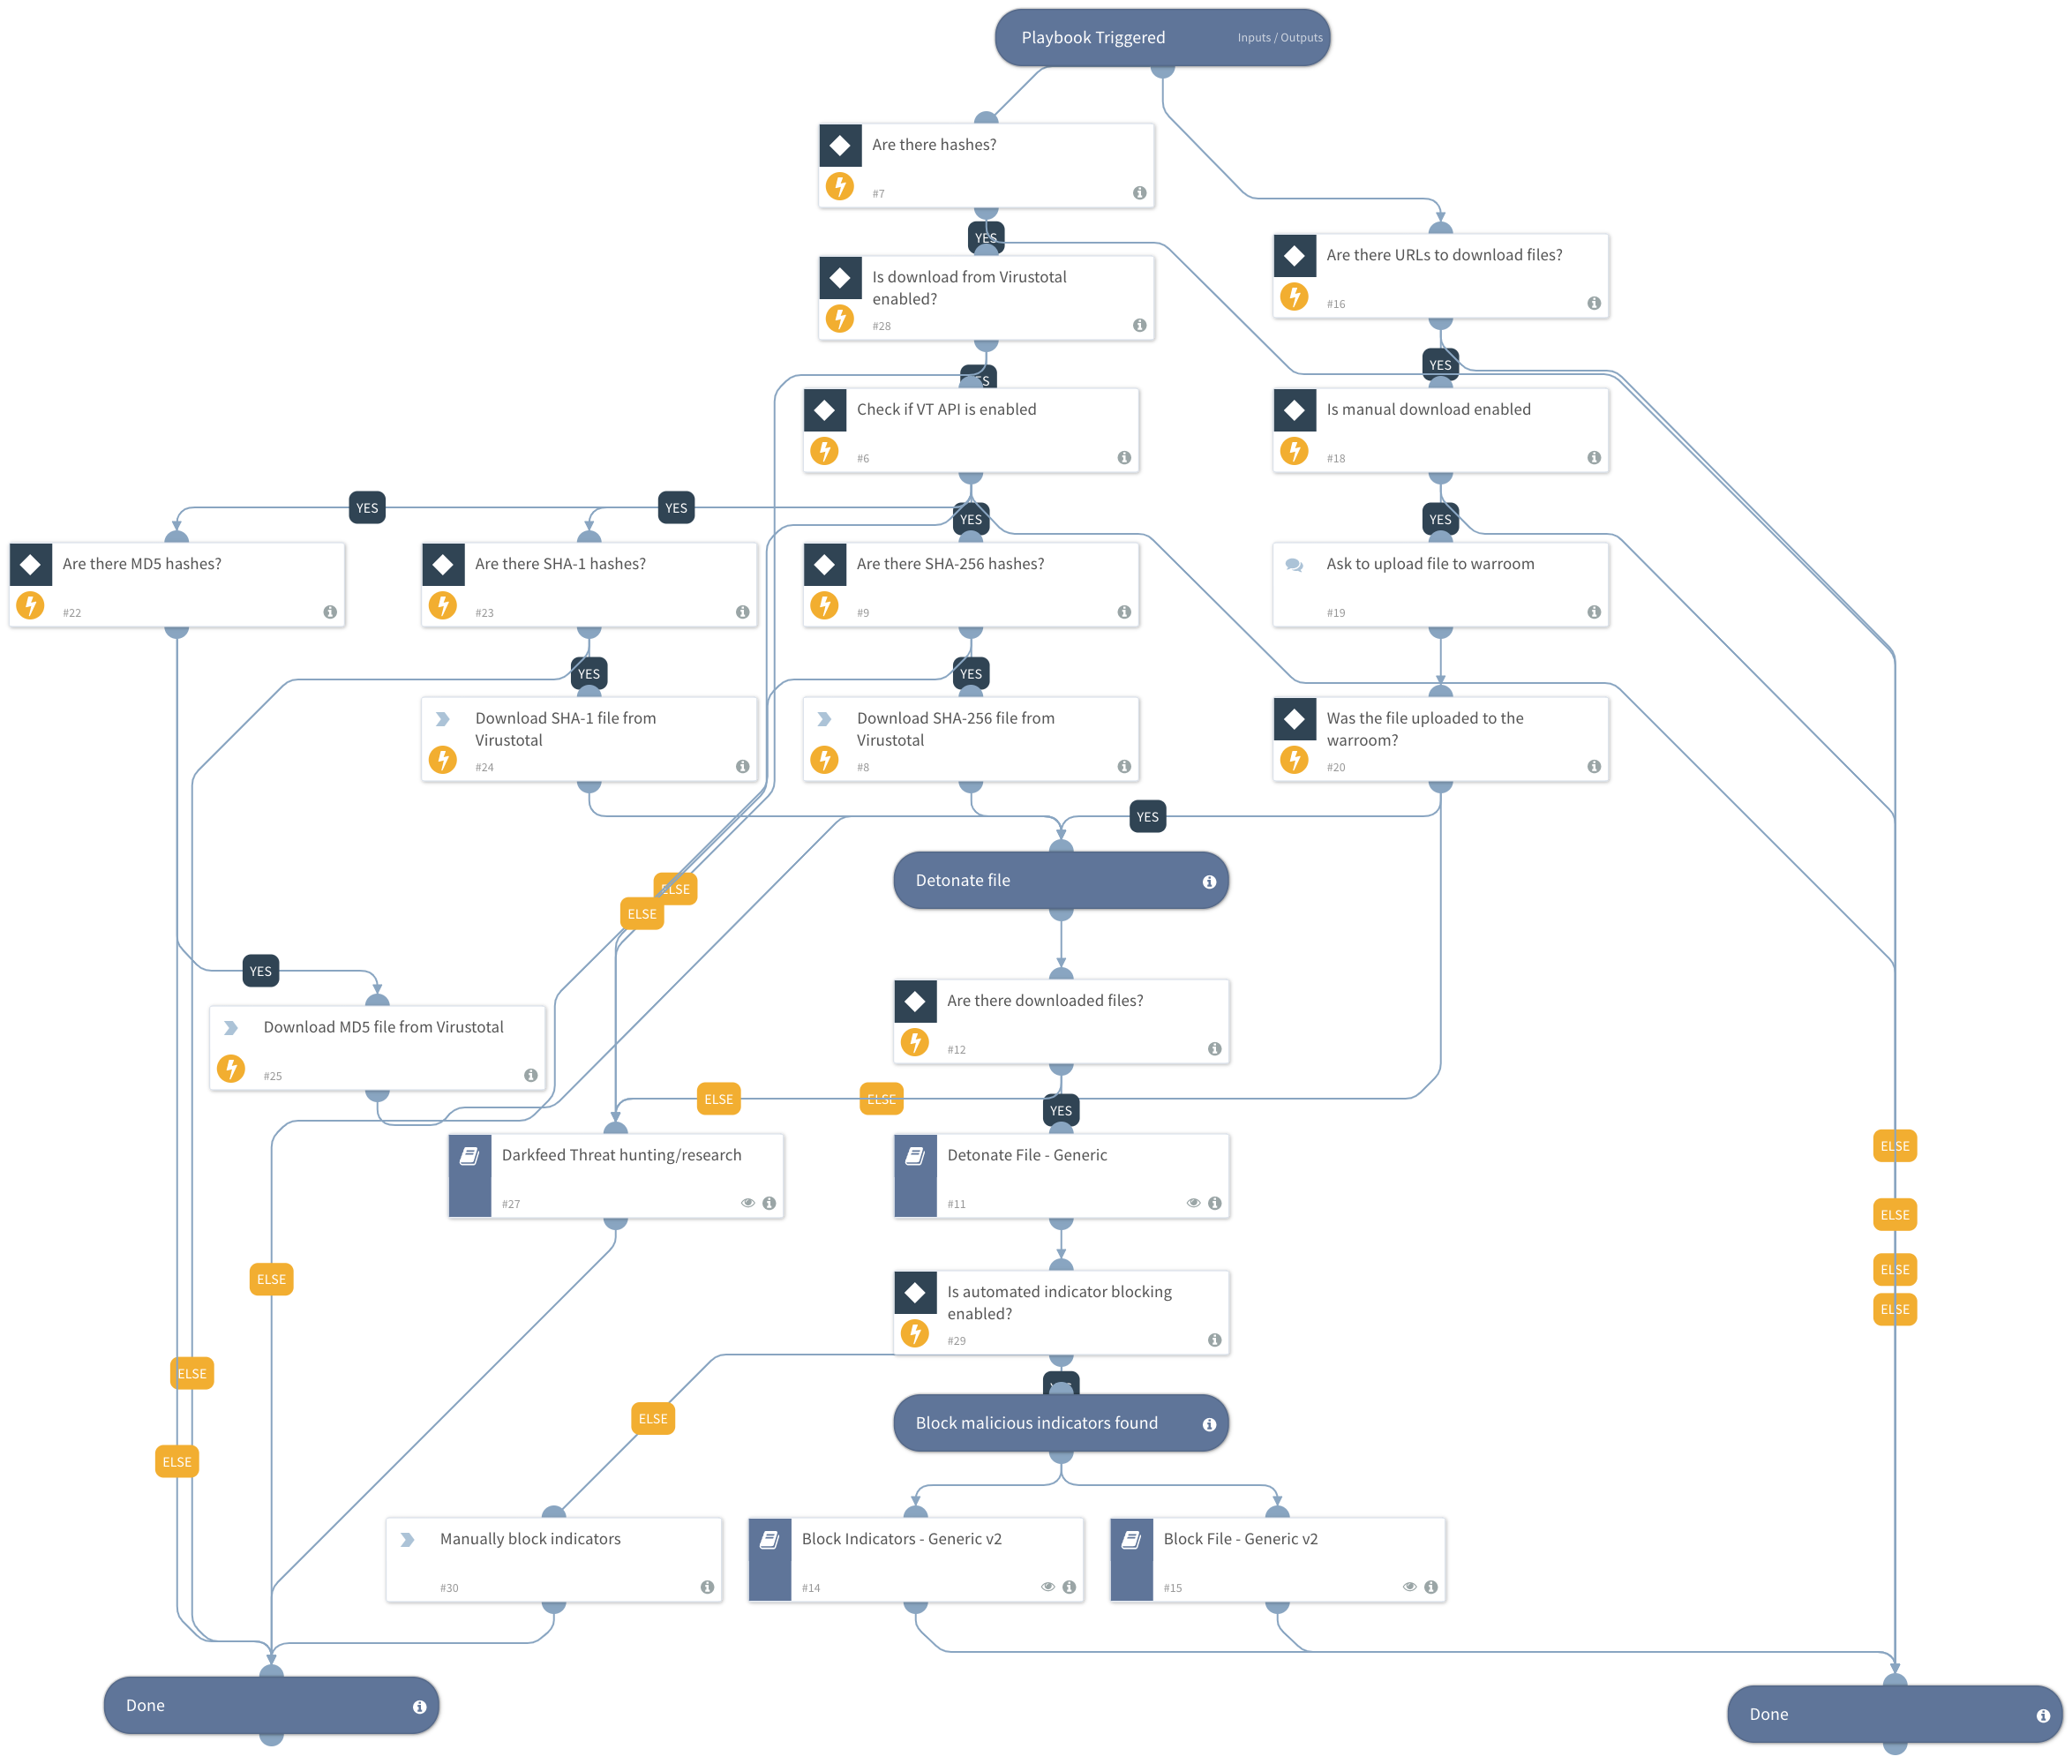 Playbook Triggered
Inputs / Outputs
Are there hashes?
#7
YES
Are there URLs to download files?
#16
Is download from Virustotal
enabled?
#28
YES
Check if VT API is enabled
#6
Is manual download enabled
#18
YES
YES
YES
YES
Are there MD5 hashes?
#22
Are there SHA-1 hashes?
#23
Are there SHA-256 hashes?
#9
Ask to upload file to warroom
#19
YES
YES
Download SHA-1 file from
Virustotal
#24
Download SHA-256 file from
Virustotal
#8
Was the file uploaded to the
warroom?
#20
YES
Detonate file
ELSE
ELSE
YES
Are there downloaded files?
#12
Download MD5 file from Virustotal
#25
ELSE
ELSE
YES
Darkfeed Threat hunting/research
#27
Detonate File - Generic
#11
ELSE
ELSE
ELSE
ELSE
ELSE
Is automated indicator blocking
enabled?
#29
ELSE
ELSE
Block malicious indicators found
ELSE
Manually block indicators
#30
Block Indicators - Generic v2
#14
Block File - Generic v2
#15
Done
Done